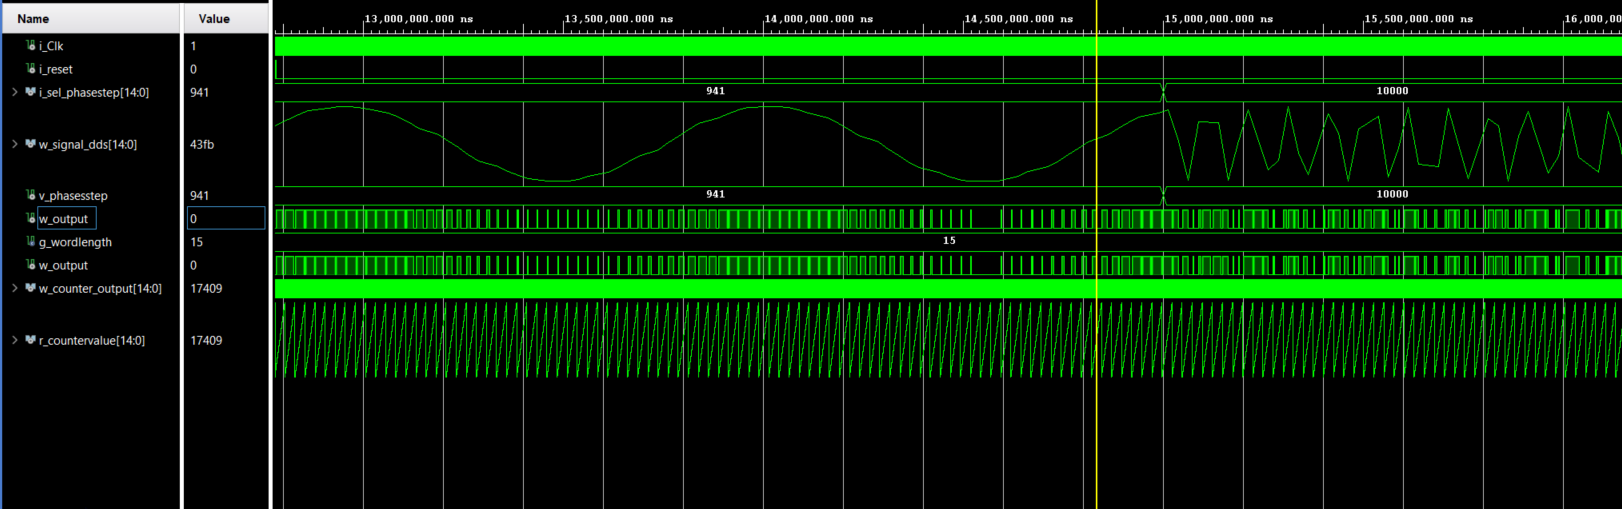 Name Value 13,000,000.000 ns 13,500,000.000 ns 14,000,000.000 ns 14,500,000.000 ns 15,000,000.000 ns 15,500,000.000 ns 16,000,0
i_Clk 1
i_reset 0
i_sel_phasestep[14:0] 941 941 10000
w_signal_dds[14:0] 43fb
v_phasesstep 941 941 10000
w_output 0
g_wordlength 15 15
w_output 0
w_counter_output[14:0] 17409
r_countervalue[14:0] 17409